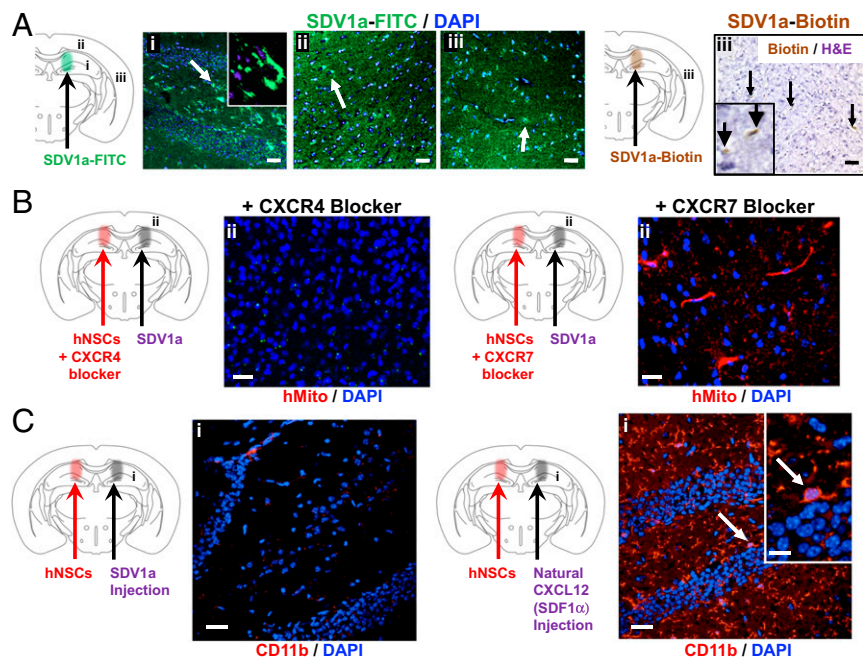 A
SDV1a-FITC / DAPI
SDV1a-Biotin
ii
i
iii
SDV1a-FITC
i
ii
iii
iii
SDV1a-Biotin
iii
Biotin / H&E
B
+ CXCR4 Blocker
+ CXCR7 Blocker
ii
hNSCs
+ CXCR4
blocker
SDV1a
ii
hMito / DAPI
ii
hNSCs
+ CXCR7
blocker
SDV1a
ii
hMito / DAPI
C
i
hNSCs
SDV1a
Injection
i
CD11b / DAPI
i
hNSCs
Natural
CXCL12
(SDF1α)
Injection
i
CD11b / DAPI